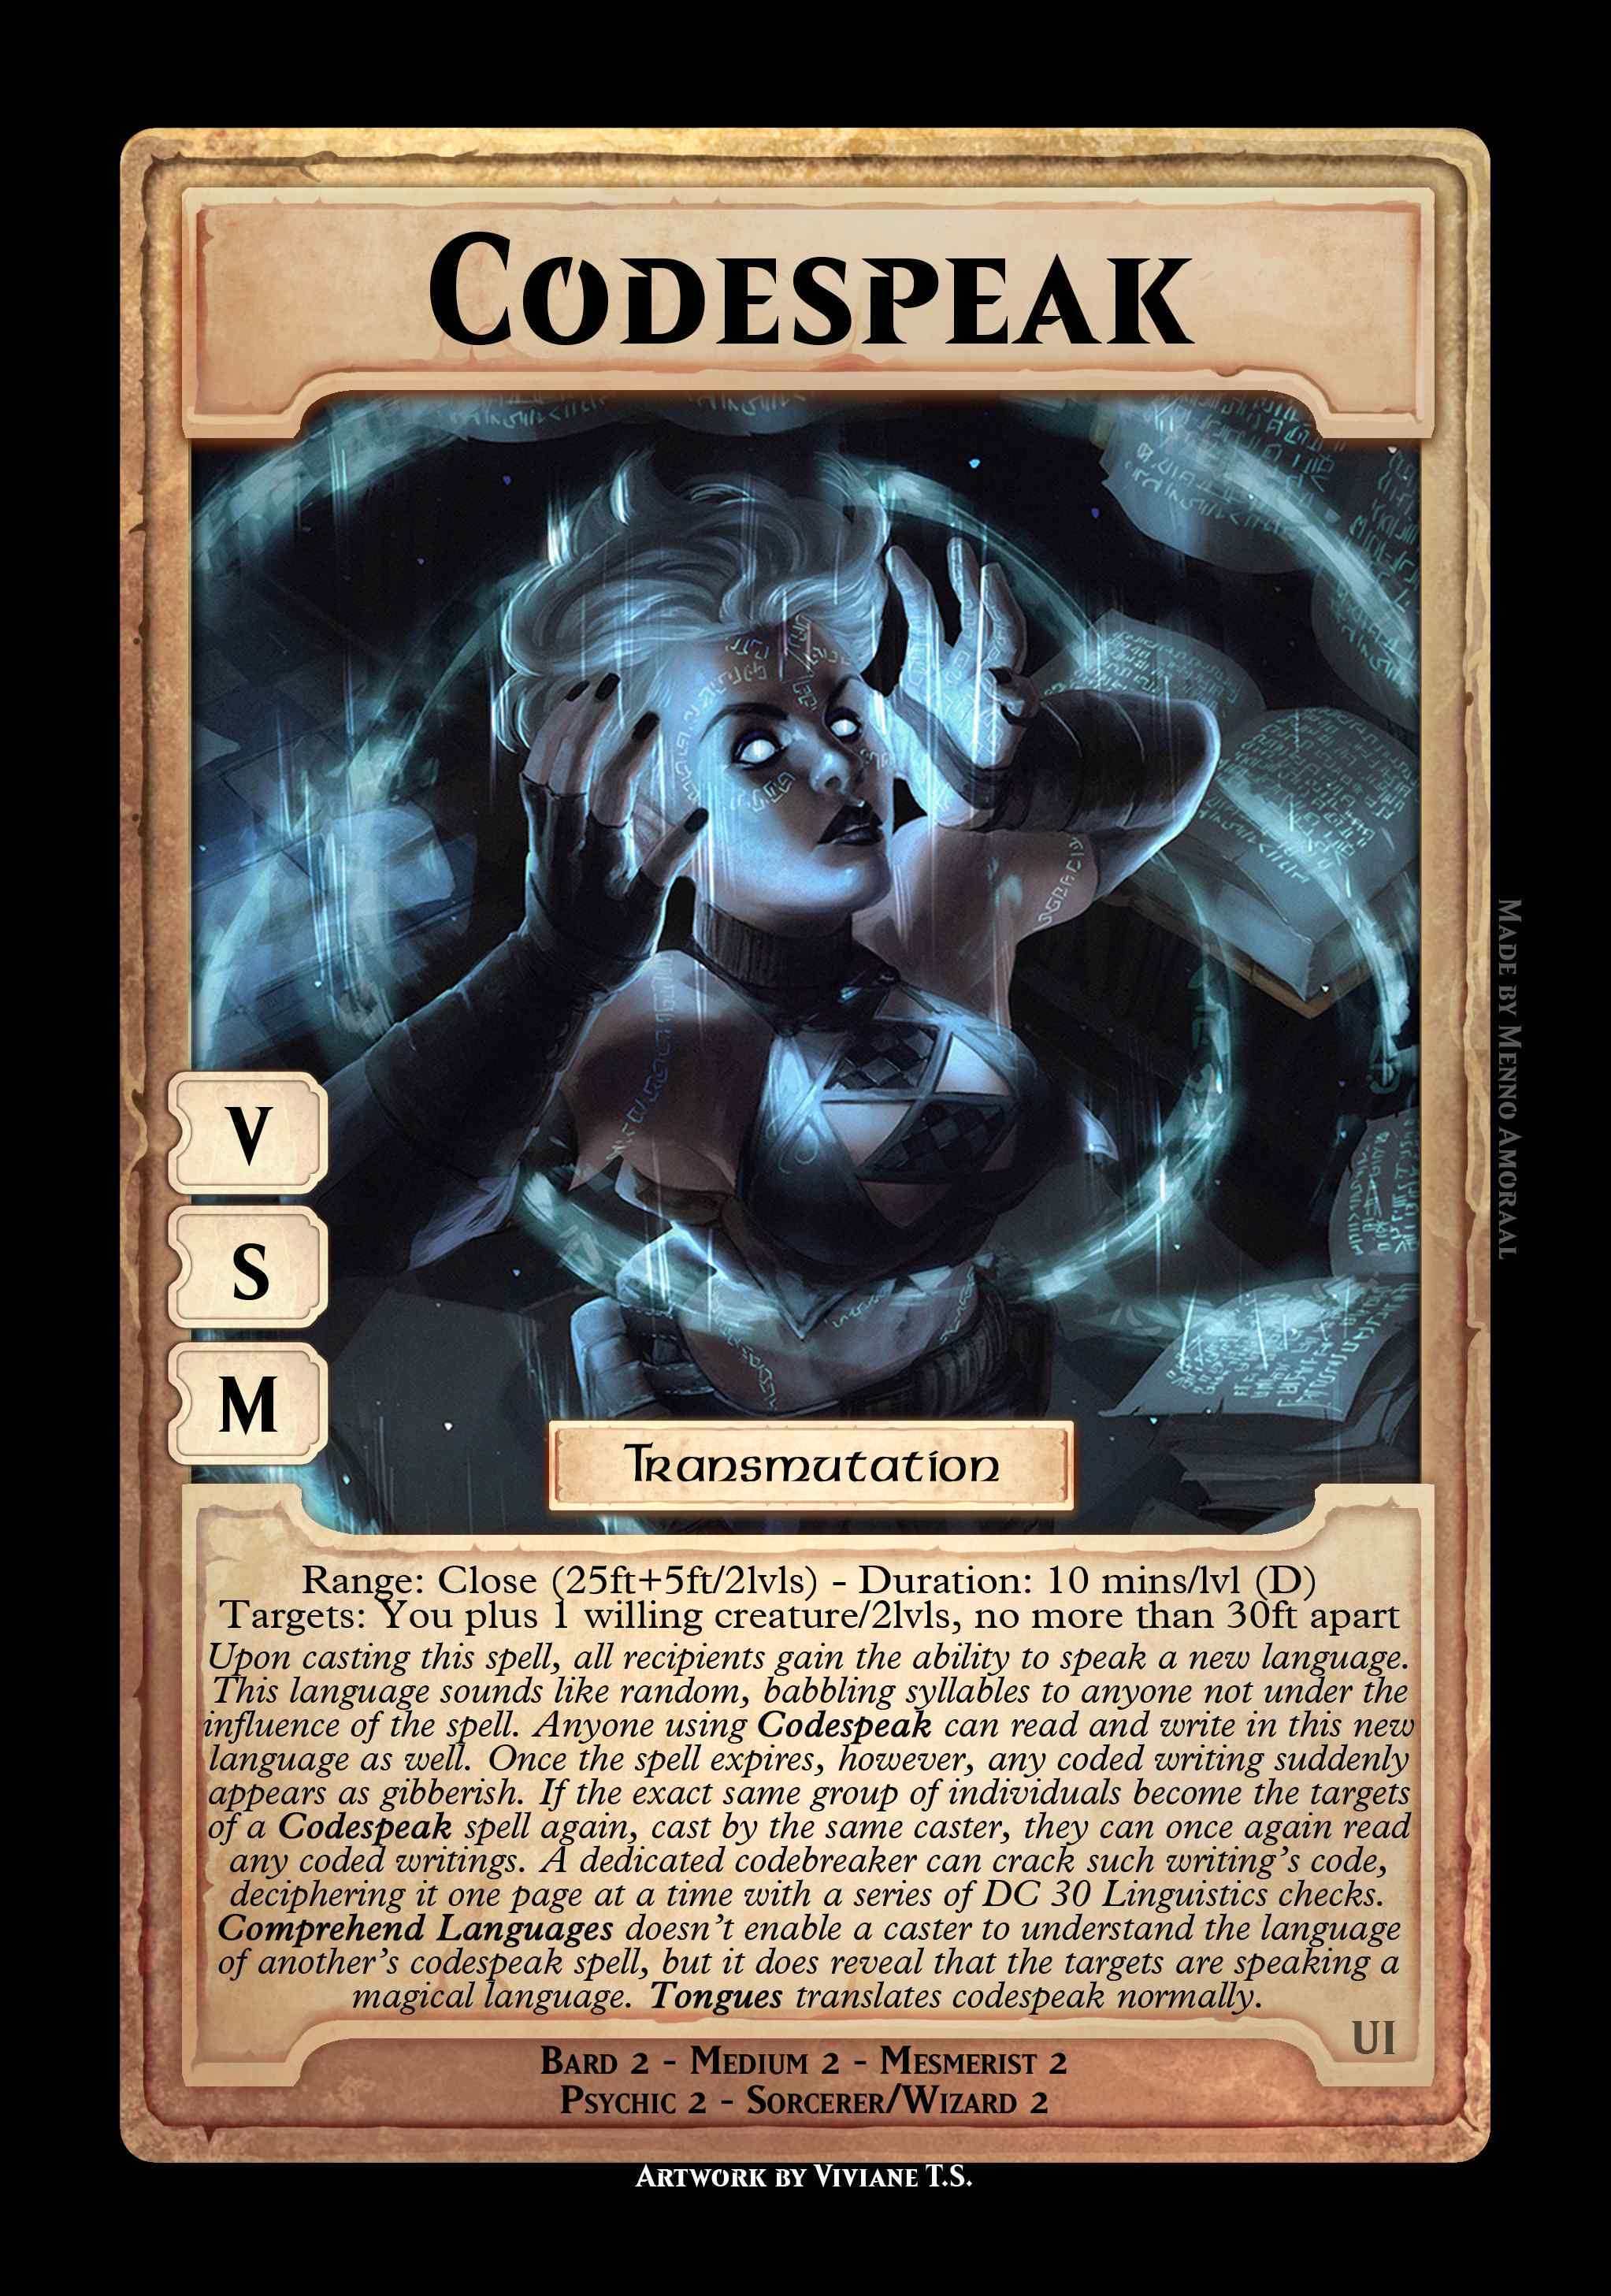 Codespeak
V
S
M
Transmutation
Range: Close (25ft+5ft/2lvls) - Duration: 10 mins/lvl (D)
Targets: You plus 1 willing creature/2lvls, no more than 30ft apart
Upon casting this spell, all recipients gain the ability to speak a new language.
This language sounds like random, babbling syllables to anyone not under the
influence of the spell. Anyone using Codespeak can read and write in this new
language as well. Once the spell expires, however, any coded writing suddenly
appears as gibberish. If the exact same group of individuals become the targets
of a Codespeak spell again, cast by the same caster, they can once again read
any coded writings. A dedicated codebreaker can crack such writing's code,
deciphering it one page at a time with a series of DC 30 Linguistics checks.
Comprehend Languages doesn't enable a caster to understand the language
of another's codespeak spell, but it does reveal that the targets are speaking a
magical language. Tongues translates codespeak normally.
UI
Bard 2 - Medium 2 - Mesmerist 2
Psychic 2 - Sorcerer/Wizard 2
Artwork by Viviane T.S.
Made by Menno Amoraal